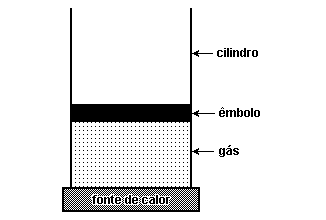 cilindro
êmbolo
gás
fonte de calor